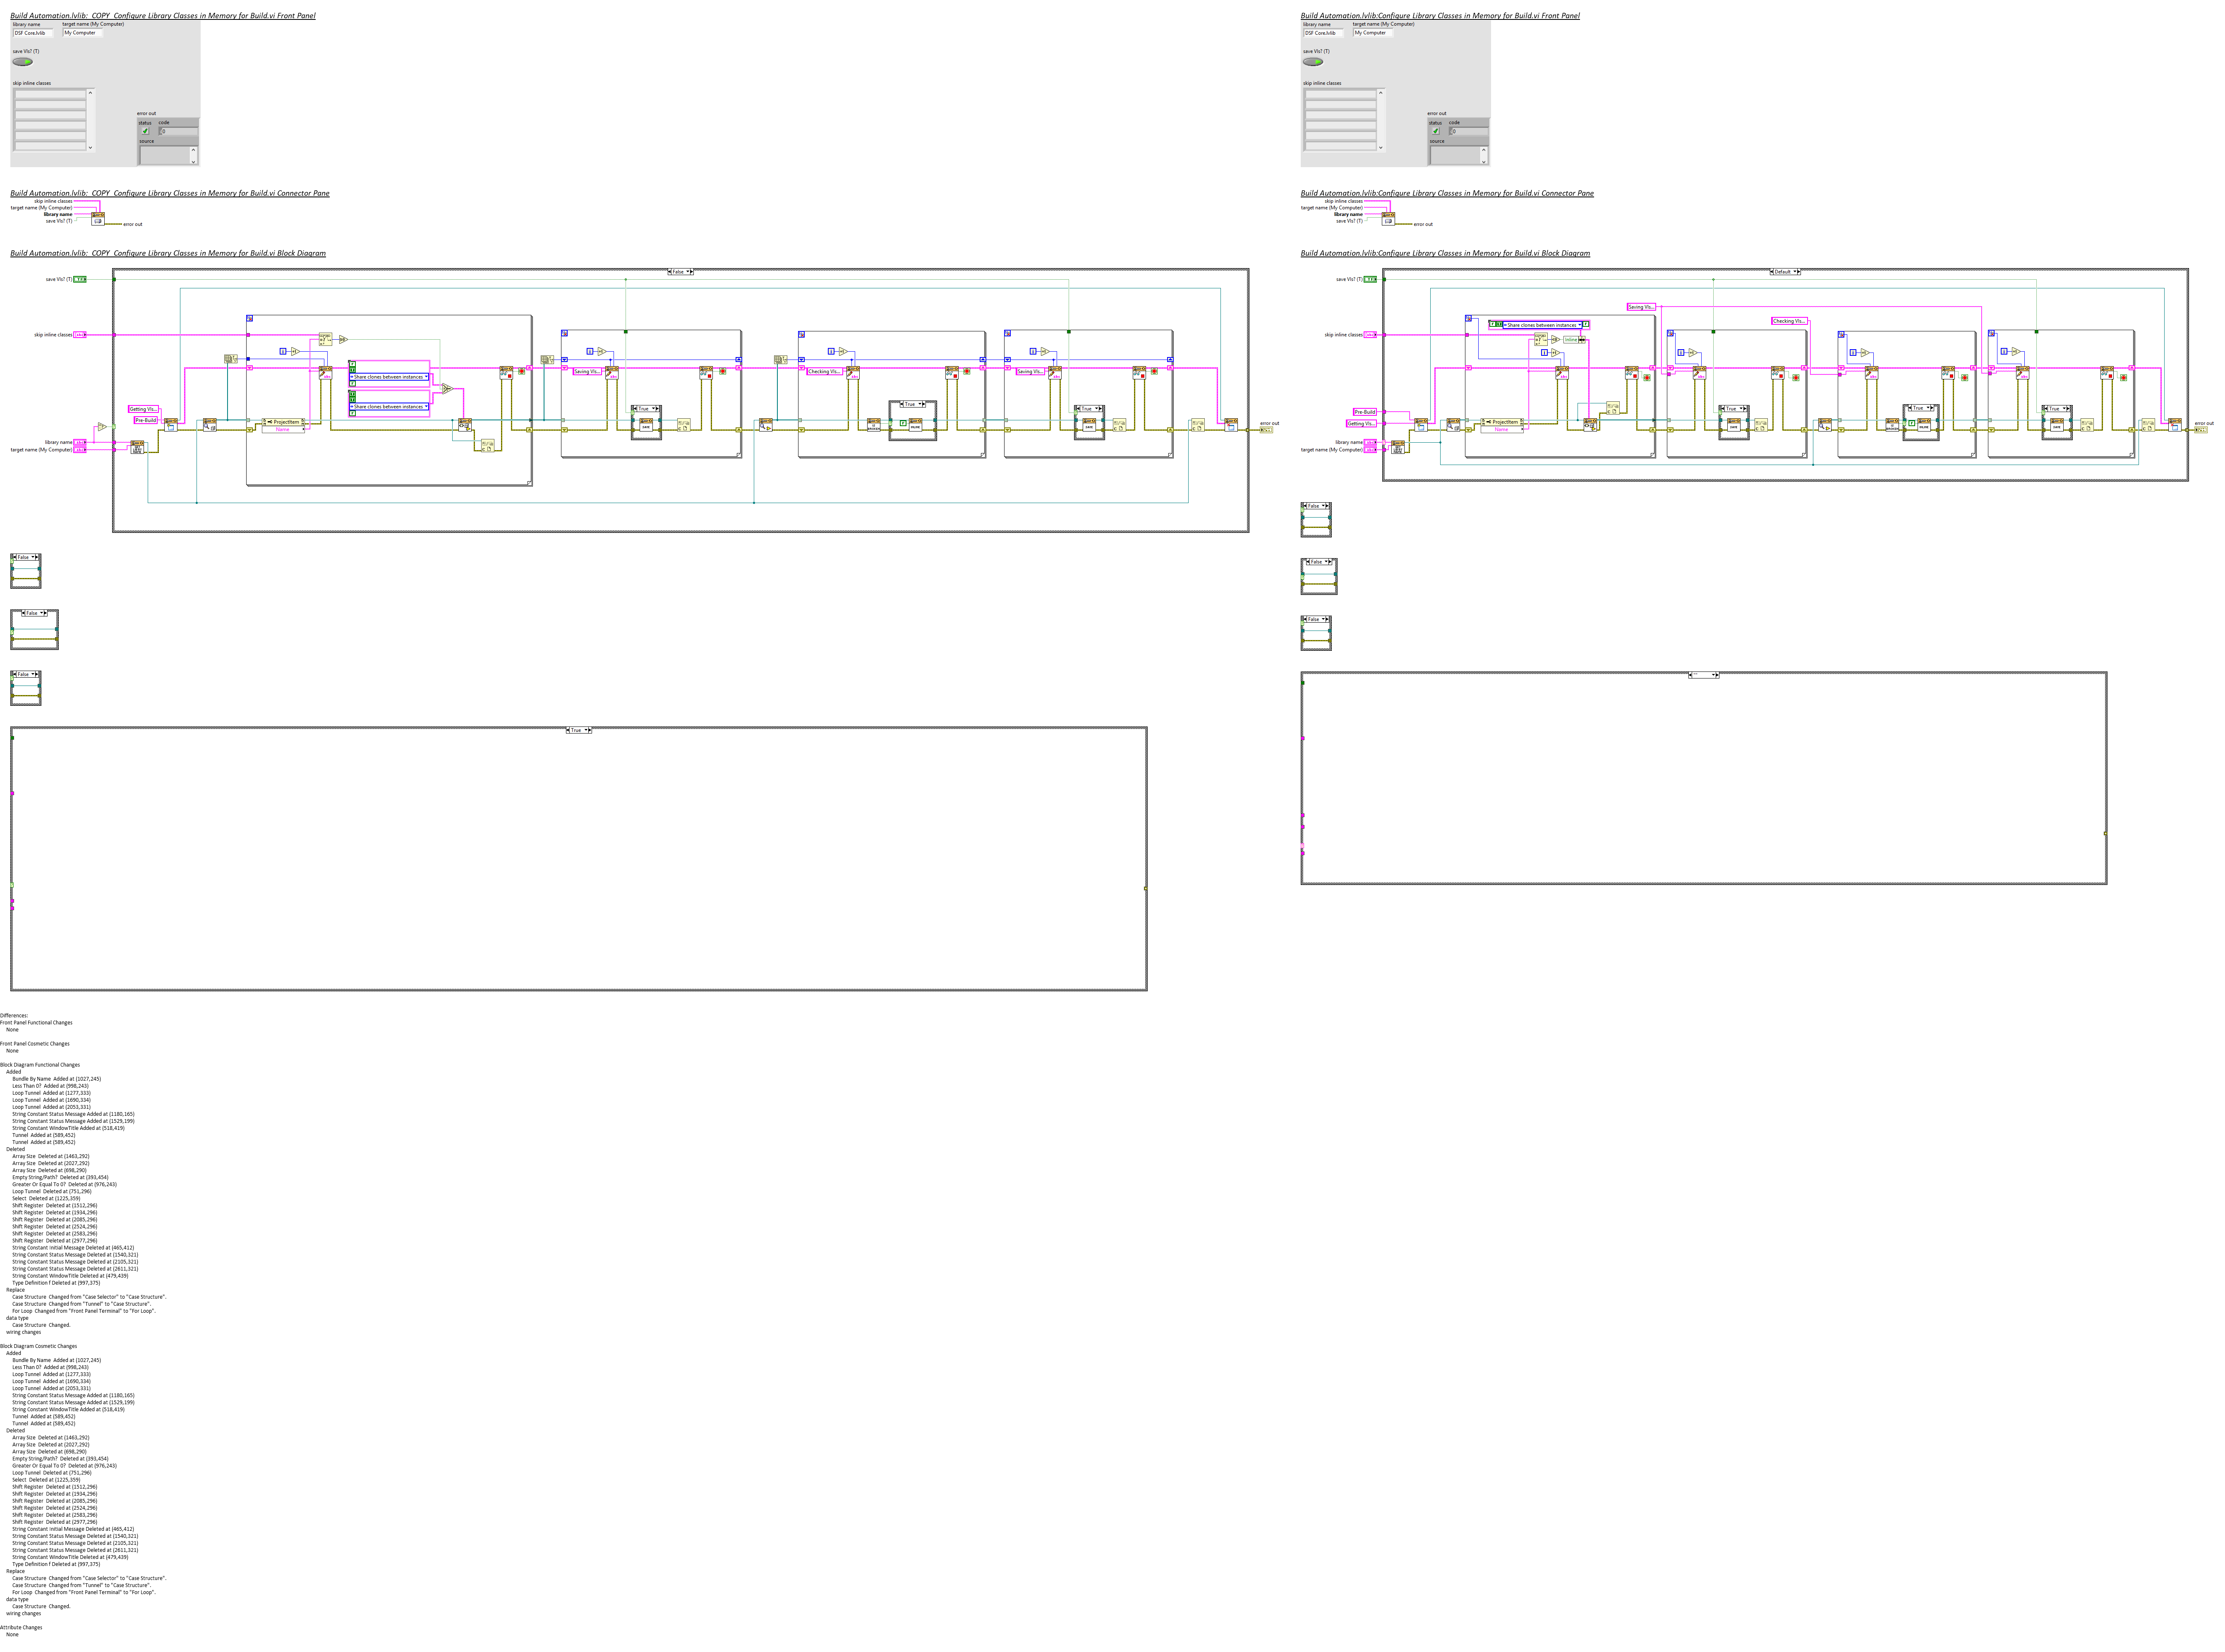 Build Automation.lvlib:_COPY_Configure Library Classes in Memory for Build.vi Front Panel
library name
target name (My Computer)
DSF Core.lvlib
My Computer
save VIs? (T)
skip inline classes
error out
status
code
0
source
Build Automation.lvlib:_COPY_Configure Library Classes in Memory for Build.vi Connector Pane
skip inline classes
target name (My Computer)
library name
save VIs? (T)
error out
Build Automation.lvlib:_COPY_Configure Library Classes in Memory for Build.vi Block Diagram
False
save VIs? (T)
skip inline classes
Share clones between instances
Share clones between instances
Saving VIs...
Checking VIs...
Saving VIs...
Getting VIs...
Pre-Build
ProjectItem
Name
True
True
True
library name
target name (My Computer)
error out
False
False
False
True
Build Automation.lvlib:Configure Library Classes in Memory for Build.vi Front Panel
library name
target name (My Computer)
DSF Core.lvlib
My Computer
save VIs? (T)
skip inline classes
error out
status
code
0
source
Build Automation.lvlib:Configure Library Classes in Memory for Build.vi Connector Pane
skip inline classes
target name (My Computer)
library name
save VIs? (T)
error out
Build Automation.lvlib:Configure Library Classes in Memory for Build.vi Block Diagram
Default
save VIs? (T)
skip inline classes
Saving VIs...
Checking VIs...
Share clones between instances
Inline
Pre-Build
Getting VIs...
ProjectItem
Name
True
True
True
library name
target name (My Computer)
error out
False
False
False
""
Differences:
Front Panel Functional Changes
None
Front Panel Cosmetic Changes
None
Block Diagram Functional Changes
Added
Bundle By Name  Added at (1027,245)
Less Than 0?  Added at (998,243)
Loop Tunnel  Added at (1277,333)
Loop Tunnel  Added at (1690,334)
Loop Tunnel  Added at (2053,331)
String Constant Status Message Added at (1180,165)
String Constant Status Message Added at (1529,199)
String Constant WindowTitle Added at (518,419)
Tunnel  Added at (589,452)
Tunnel  Added at (589,452)
Deleted
Array Size  Deleted at (1463,292)
Array Size  Deleted at (2027,292)
Array Size  Deleted at (698,290)
Empty String/Path?  Deleted at (393,454)
Greater Or Equal To 0?  Deleted at (976,243)
Loop Tunnel  Deleted at (751,296)
Select  Deleted at (1225,359)
Shift Register  Deleted at (1512,296)
Shift Register  Deleted at (1934,296)
Shift Register  Deleted at (2085,296)
Shift Register  Deleted at (2524,296)
Shift Register  Deleted at (2583,296)
Shift Register  Deleted at (2977,296)
String Constant Initial Message Deleted at (465,412)
String Constant Status Message Deleted at (1540,321)
String Constant Status Message Deleted at (2105,321)
String Constant Status Message Deleted at (2611,321)
String Constant WindowTitle Deleted at (479,439)
Type Definition f Deleted at (997,375)
Replace
Case Structure  Changed from "Case Selector" to "Case Structure".
Case Structure  Changed from "Tunnel" to "Case Structure".
For Loop  Changed from "Front Panel Terminal" to "For Loop".
data type
Case Structure  Changed.
wiring changes
Block Diagram Cosmetic Changes
Added
Bundle By Name  Added at (1027,245)
Less Than 0?  Added at (998,243)
Loop Tunnel  Added at (1277,333)
Loop Tunnel  Added at (1690,334)
Loop Tunnel  Added at (2053,331)
String Constant Status Message Added at (1180,165)
String Constant Status Message Added at (1529,199)
String Constant WindowTitle Added at (518,419)
Tunnel  Added at (589,452)
Tunnel  Added at (589,452)
Deleted
Array Size  Deleted at (1463,292)
Array Size  Deleted at (2027,292)
Array Size  Deleted at (698,290)
Empty String/Path?  Deleted at (393,454)
Greater Or Equal To 0?  Deleted at (976,243)
Loop Tunnel  Deleted at (751,296)
Select  Deleted at (1225,359)
Shift Register  Deleted at (1512,296)
Shift Register  Deleted at (1934,296)
Shift Register  Deleted at (2085,296)
Shift Register  Deleted at (2524,296)
Shift Register  Deleted at (2583,296)
Shift Register  Deleted at (2977,296)
String Constant Initial Message Deleted at (465,412)
String Constant Status Message Deleted at (1540,321)
String Constant Status Message Deleted at (2105,321)
String Constant Status Message Deleted at (2611,321)
String Constant WindowTitle Deleted at (479,439)
Type Definition f Deleted at (997,375)
Replace
Case Structure  Changed from "Case Selector" to "Case Structure".
Case Structure  Changed from "Tunnel" to "Case Structure".
For Loop  Changed from "Front Panel Terminal" to "For Loop".
data type
Case Structure  Changed.
wiring changes
Attribute Changes
None